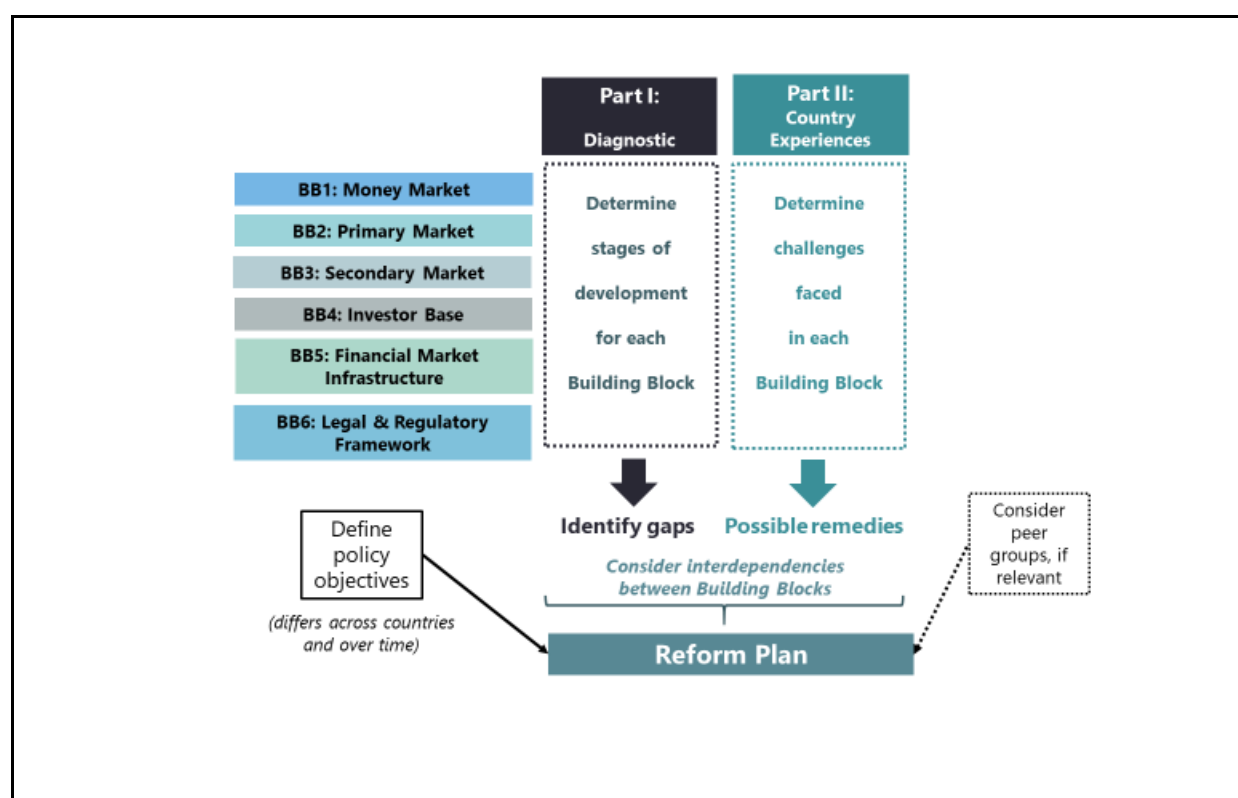 Part I:
Diagnostic
Part II:
Country
Experiences
BB1: Money Market
BB2: Primary Market
BB3: Secondary Market
BB4: Investor Base
BB5: Financial Market
Infrastructure
BB6: Legal & Regulatory
Framework
Determine
stages of
development
for each
Building Block
Determine
challenges
faced
in each
Building Block
Identify gaps
Possible remedies
Consider interdependencies
between Building Blocks
Define
policy
objectives
(differs across countries
and over time)
Consider
peer
groups, if
relevant
Reform Plan